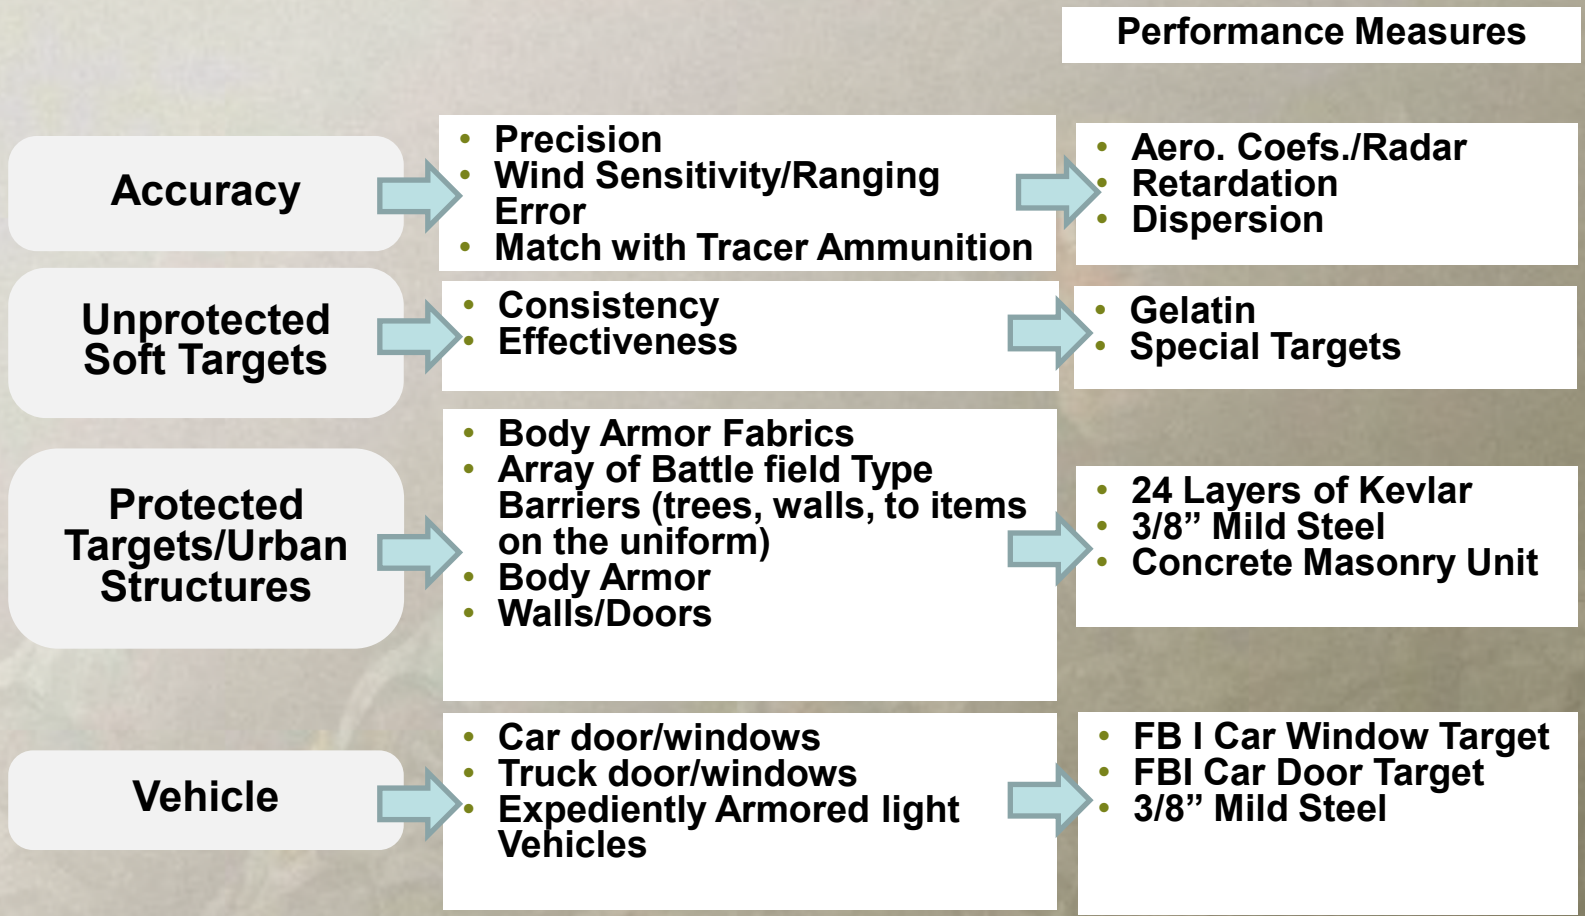 Performance Measures
Accuracy
• Precision
• Wind Sensitivity/Ranging
Error
• Match with Tracer Ammunition
• Aero. Coefs./Radar
• Retardation
• Dispersion
Unprotected
Soft Targets
• Consistency
• Effectiveness
• Gelatin
• Special Targets
Protected
Targets/Urban
Structures
• Body Armor Fabrics
• Array of Battle field Type
Barriers (trees, walls, to items
on the uniform)
• Body Armor
• Walls/Doors
• 24 Layers of Kevlar
• 3/8” Mild Steel
• Concrete Masonry Unit
Vehicle
• Car door/windows
• Truck door/windows
• Expediently Armored light
Vehicles
• FB I Car Window Target
• FBI Car Door Target
• 3/8” Mild Steel